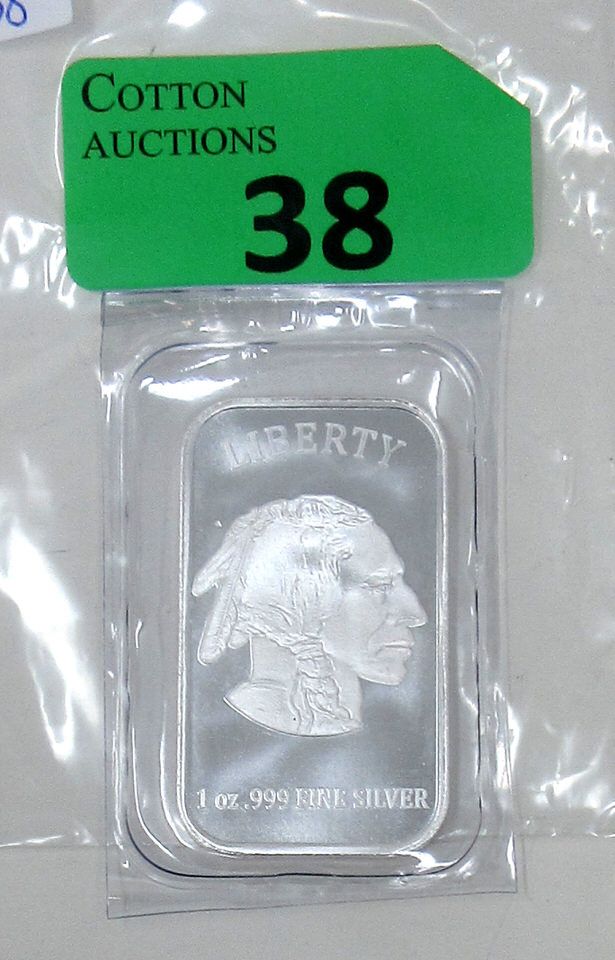 COTTON
AUCTIONS
38
LIBERTY
1 oz .999 FINE SILVER